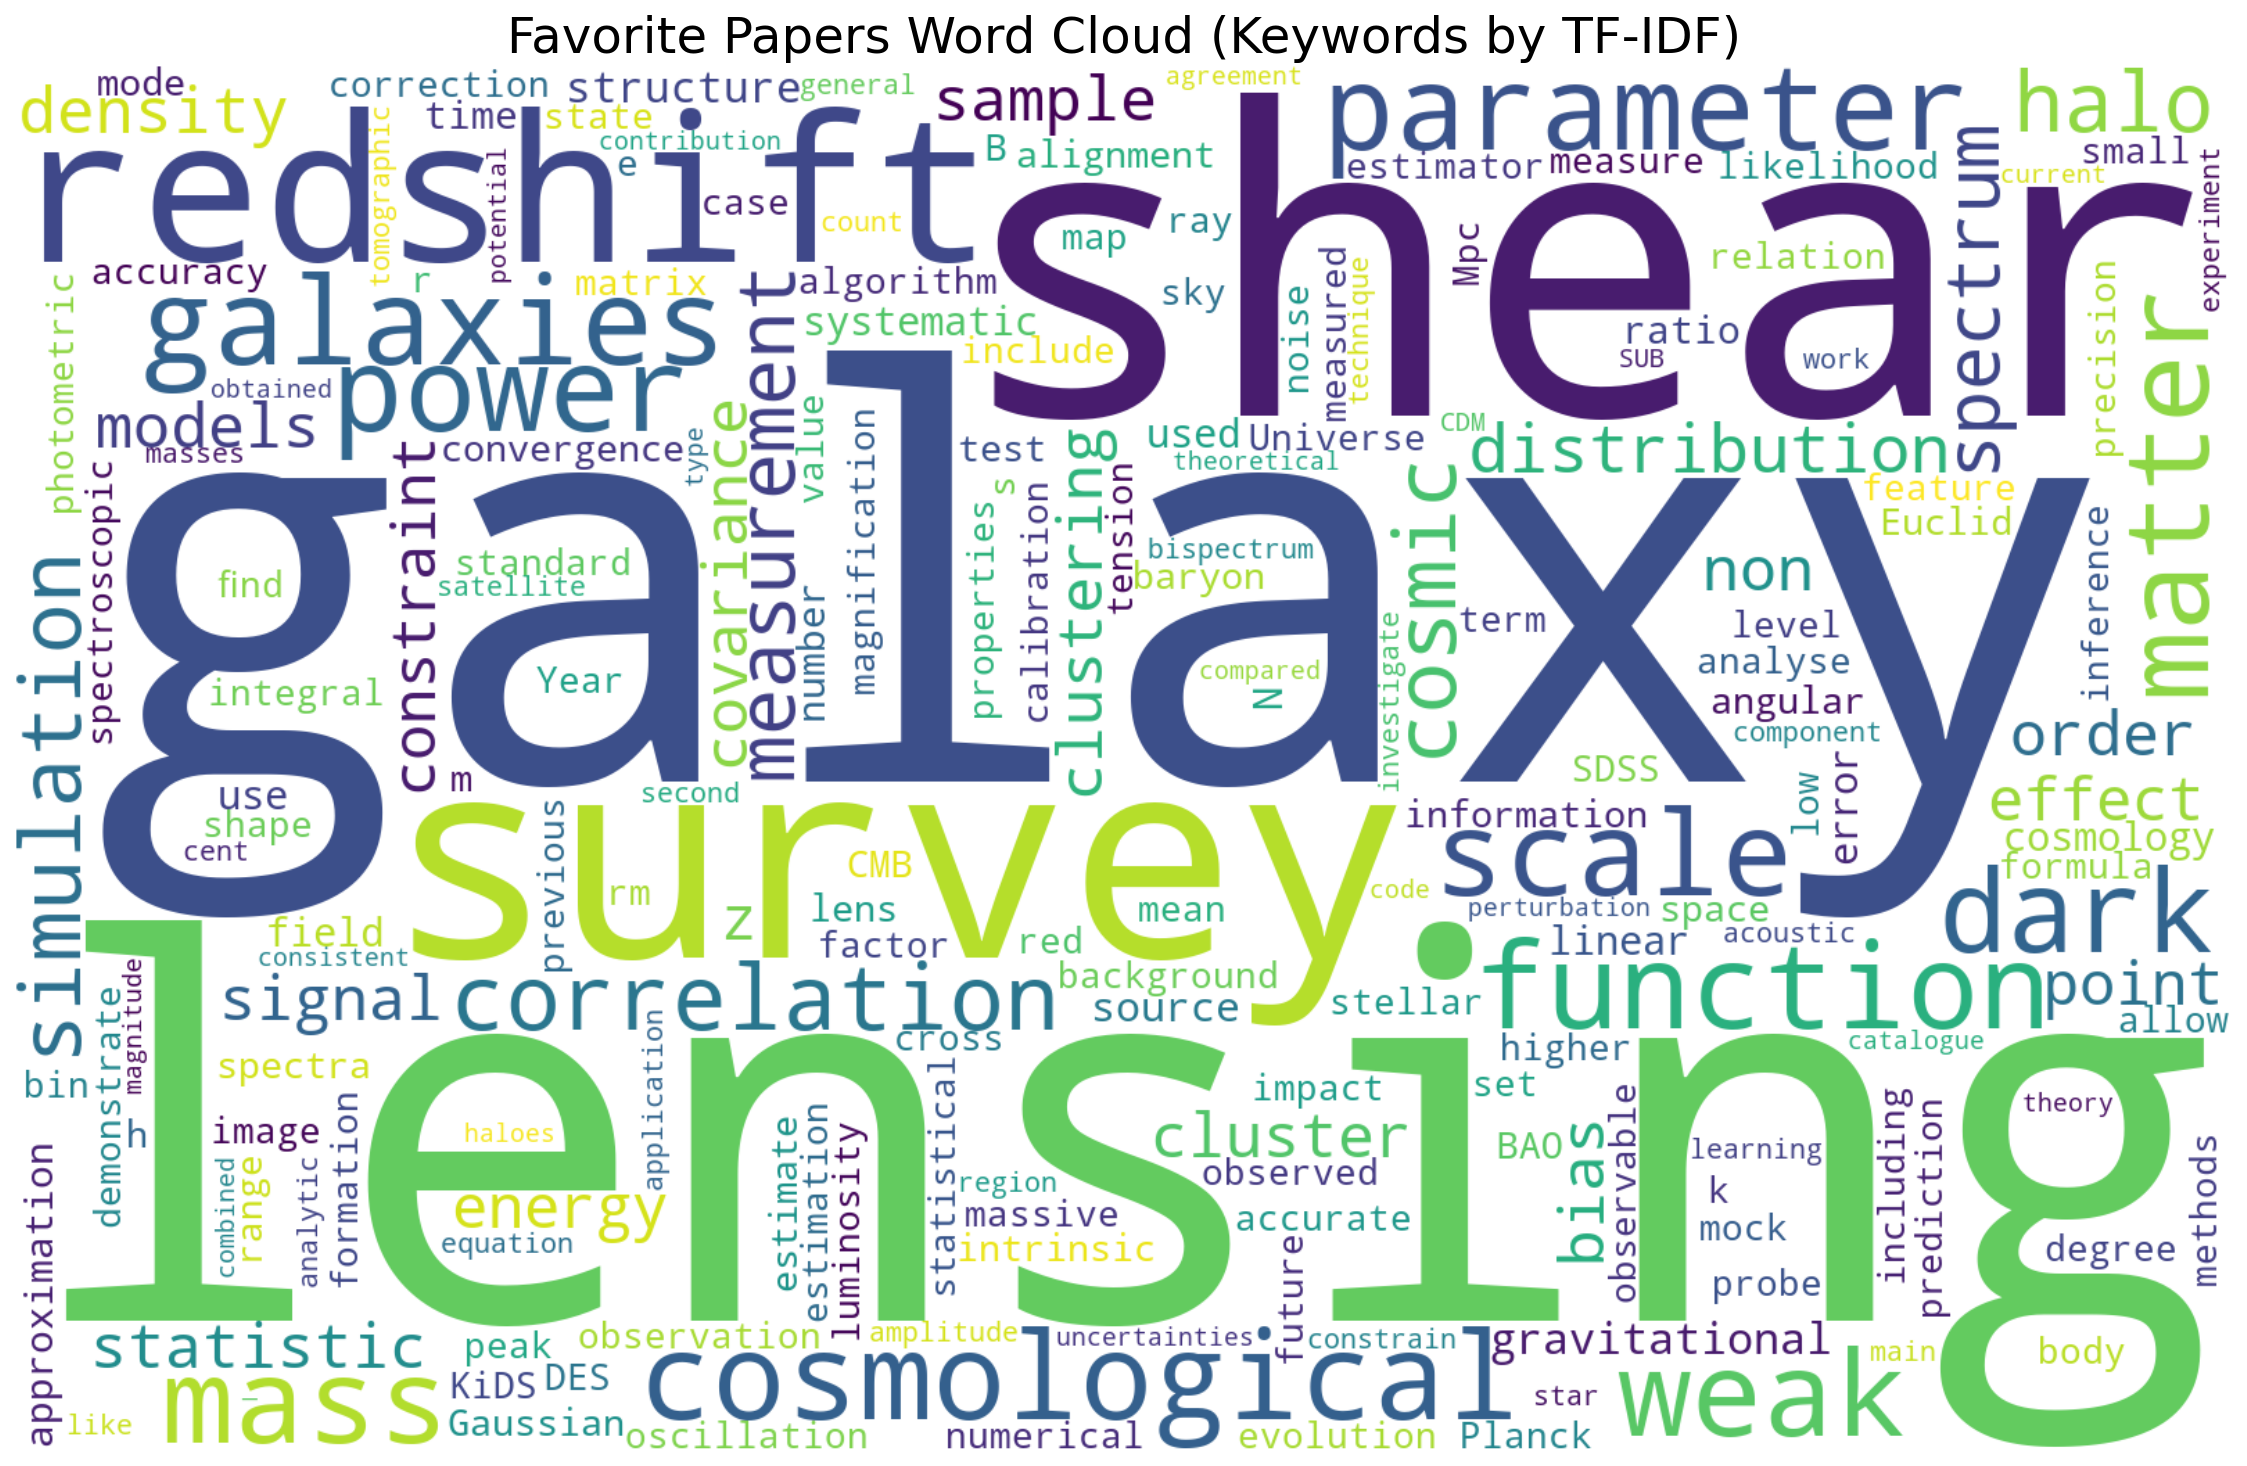 Favorite Papers Word Cloud (Keywords by TF-IDF)
mode
correction
structure
general
agreement
density
time
state
sample
parameter
halo
tomographic
contribution
redshift
potential
e
B
alignment
estimator
measure
likelihood
spectrum
small
current
case
count
map
ray
shear
Mpc
relation
experiment
accuracy
r
matrix
algorithm
sky
noise
measured
technique
precision
photometric
galaxies
measurement
systematic
include
ratio
SUB
work
matter
obtained
power
models
masses
convergence
type
covariance
value
magnification
test
clustering
used
Universe
theoretical
CDM
distribution
spectroscopic
constraint
standard
satellite
properties
s
calibration
tension
bispectrum
baryon
cosmic
feature
Euclid
non
inference
find
galaxy
term
level
analyse
simulation
integral
Year
number
compared
N
investigate
angular
component
order
use
shape
cent
m
second
SDSS
low
error
effect
previous
survey
information
scale
cosmology
formula
rm
CMB
code
dark
field
consistent
z
lens
factor
mean
red
perturbation
space
linear
acoustic
signal
correlation
background
source
stellar
function
point
allow
demonstrate
magnitude
bin
spectra
application
cross
higher
catalogue
set
impact
h
image
formation
lensing
haloes
statistical
cluster
BAO
bias
observable
learning
k
mock
probe
including
prediction
theory
methods
approximation
combined
range
analytic
energy
equation
estimate
estimation
luminosity
region
massive
intrinsic
observed
accurate
future
degree
statistic
peak
observation
amplitude
uncertainties
constrain
gravitational
main
body
mass
KiDS
DES
cosmological
star
weak
like
Gaussian
oscillation
numerical
evolution
Planck